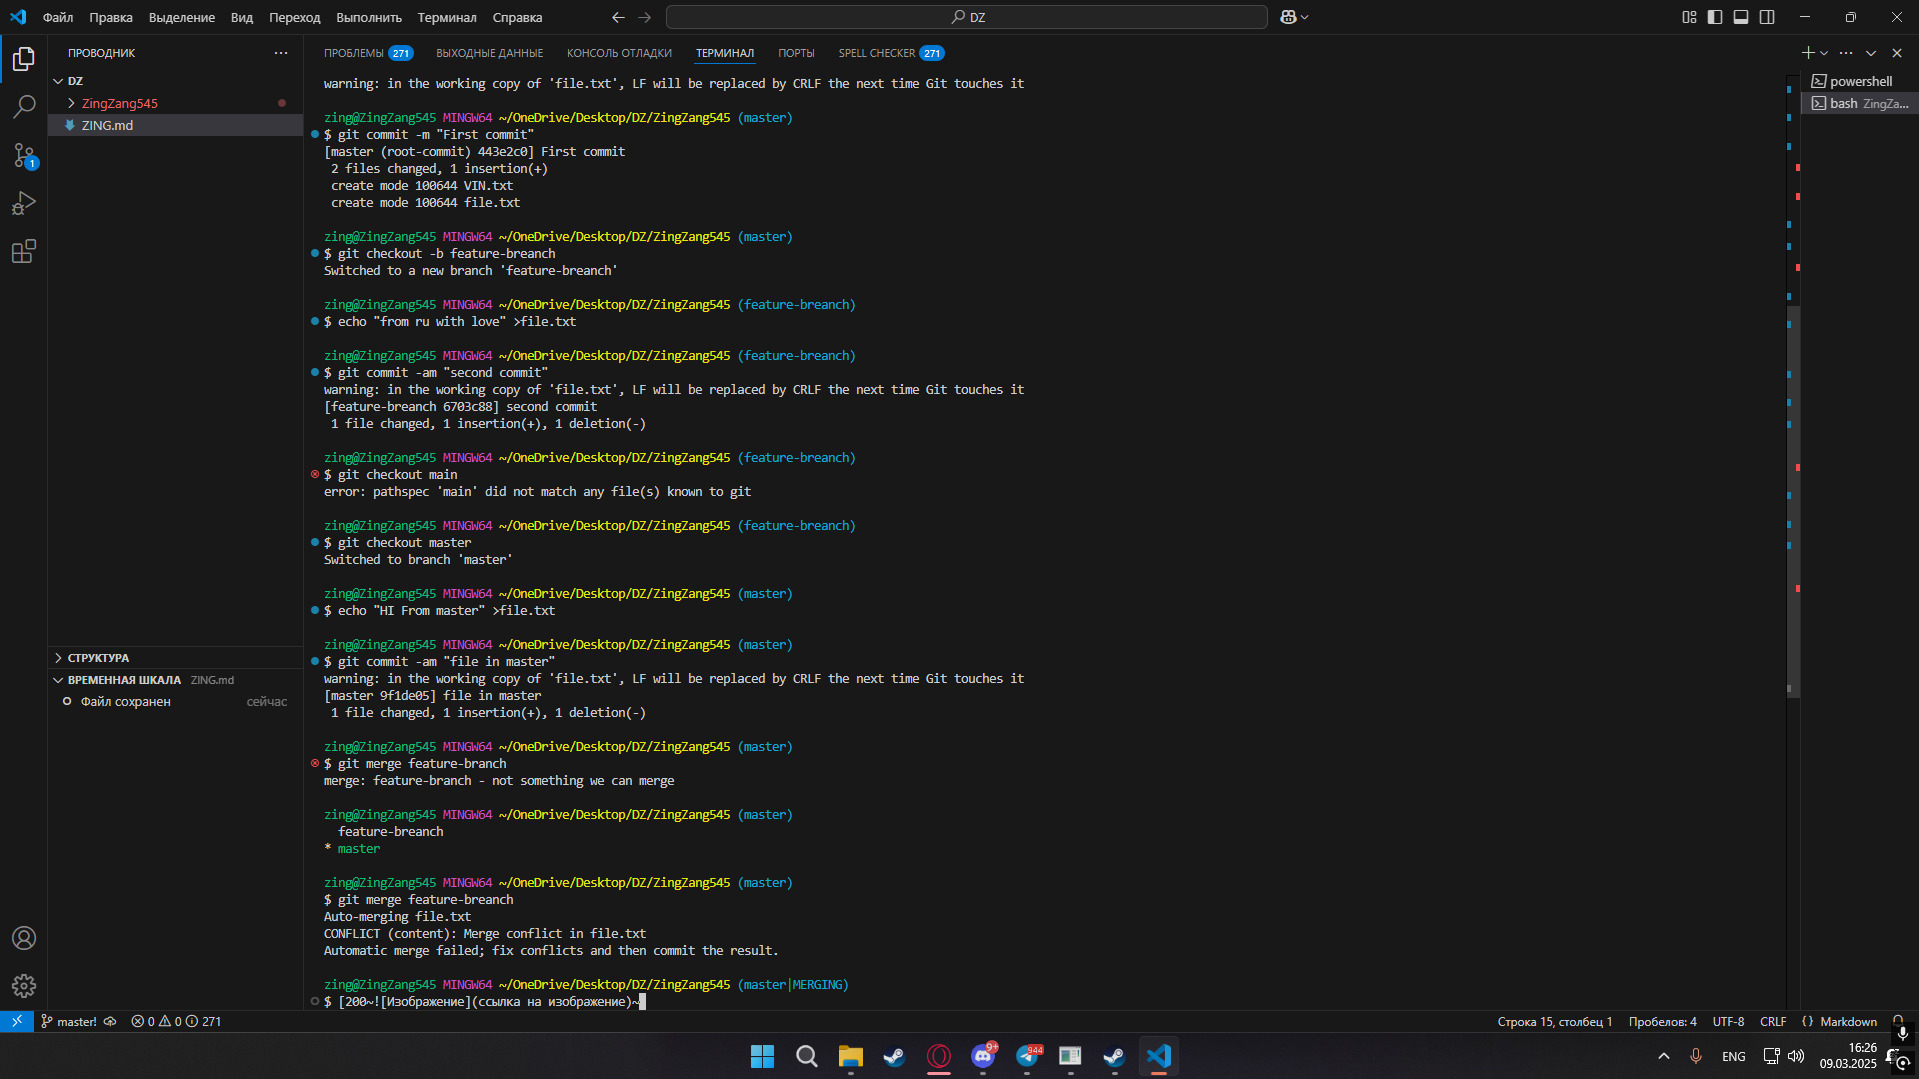 Файл Правка Выделение Вид Переход Выполнить Терминал Справка
DZ
ПРОВОДНИК
DZ
ZingZang545
ZING.md
СТРУКТУРА
ВРЕМЕННАЯ ШКАЛА ZING.md
Файл сохранен сейчас
ПРОБЛЕМЫ 271 ВЫХОДНЫЕ ДАННЫЕ КОНСОЛЬ ОТЛАДКИ ТЕРМИНАЛ ПОРТЫ SPELL CHECKER 271
warning: in the working copy of 'file.txt', LF will be replaced by CRLF the next time Git touches it
zing@ZingZang545 MINGW64 ~/OneDrive/Desktop/DZ/ZingZang545 (master)
$ git commit -m "First commit"
[master (root-commit) 443e2c0] First commit
2 files changed, 1 insertion(+)
create mode 100644 VIN.txt
create mode 100644 file.txt
zing@ZingZang545 MINGW64 ~/OneDrive/Desktop/DZ/ZingZang545 (master)
$ git checkout -b feature-breanch
Switched to a new branch 'feature-breanch'
zing@ZingZang545 MINGW64 ~/OneDrive/Desktop/DZ/ZingZang545 (feature-breanch)
$ echo "from ru with love" >file.txt
zing@ZingZang545 MINGW64 ~/OneDrive/Desktop/DZ/ZingZang545 (feature-breanch)
$ git commit -am "second commit"
warning: in the working copy of 'file.txt', LF will be replaced by CRLF the next time Git touches it
[feature-breanch 6703c88] second commit
1 file changed, 1 insertion(+), 1 deletion(-)
zing@ZingZang545 MINGW64 ~/OneDrive/Desktop/DZ/ZingZang545 (feature-breanch)
$ git checkout main
error: pathspec 'main' did not match any file(s) known to git
zing@ZingZang545 MINGW64 ~/OneDrive/Desktop/DZ/ZingZang545 (feature-breanch)
$ git checkout master
Switched to branch 'master'
zing@ZingZang545 MINGW64 ~/OneDrive/Desktop/DZ/ZingZang545 (master)
$ echo "HI From master" >file.txt
zing@ZingZang545 MINGW64 ~/OneDrive/Desktop/DZ/ZingZang545 (master)
$ git commit -am "file in master"
warning: in the working copy of 'file.txt', LF will be replaced by CRLF the next time Git touches it
[master 9f1de05] file in master
1 file changed, 1 insertion(+), 1 deletion(-)
zing@ZingZang545 MINGW64 ~/OneDrive/Desktop/DZ/ZingZang545 (master)
$ git merge feature-branch
merge: feature-branch - not something we can merge
zing@ZingZang545 MINGW64 ~/OneDrive/Desktop/DZ/ZingZang545 (master)
feature-breanch
* master
zing@ZingZang545 MINGW64 ~/OneDrive/Desktop/DZ/ZingZang545 (master)
$ git merge feature-breanch
Auto-merging file.txt
CONFLICT (content): Merge conflict in file.txt
Automatic merge failed; fix conflicts and then commit the result.
zing@ZingZang545 MINGW64 ~/OneDrive/Desktop/DZ/ZingZang545 (master|MERGING)
$ [200~![Изображение](ссылка на изображение)~
powershell
bash ZingZa...
1
master! 0 0 271
Строка 15, столбец 1 Пробелов: 4 UTF-8 CRLF {} Markdown
9+
944
ENG
16:26
09.03.2025